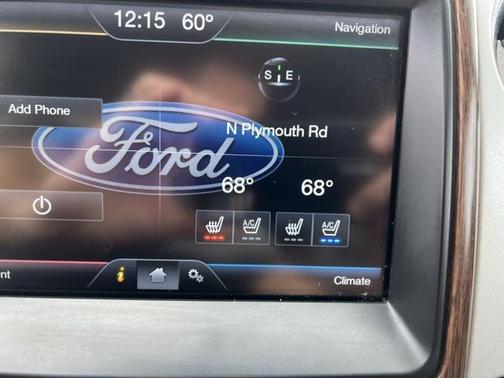 12:15 60°
Navigation
S E
Add Phone
N Plymouth Rd
Ford
68° 68°
A/C A/C
i
Climate